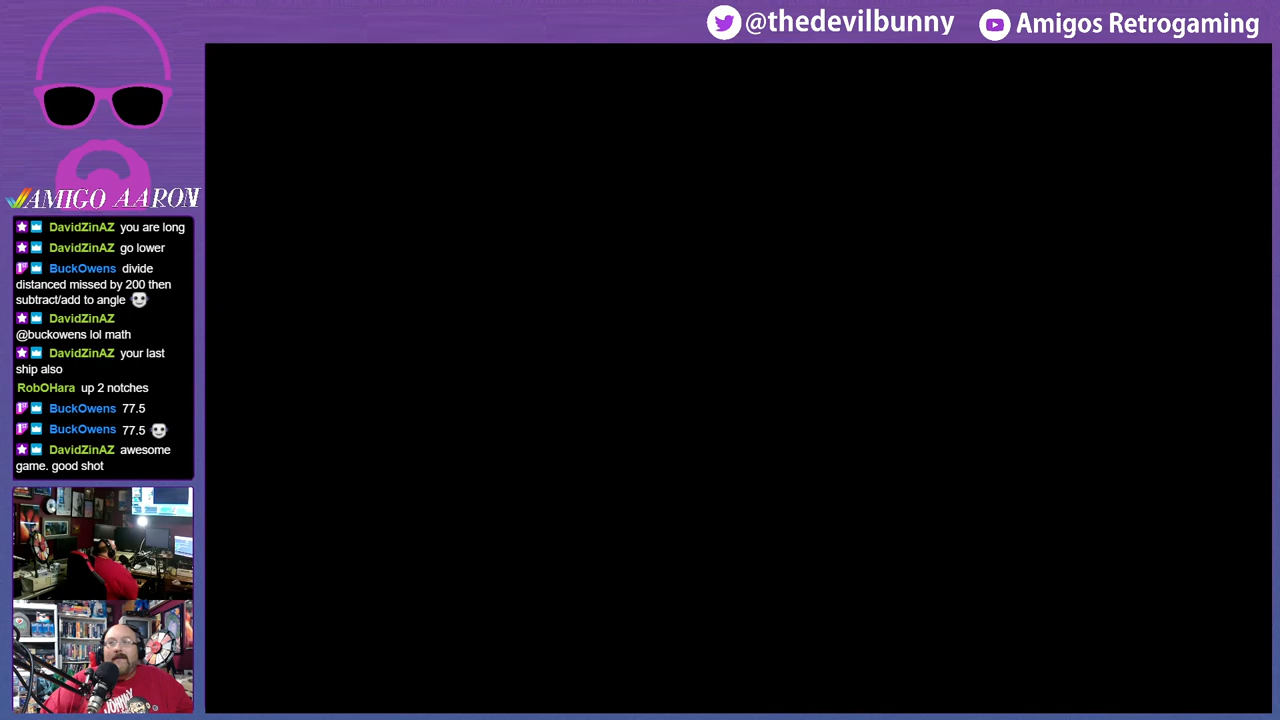 @thedevilbunny
Amigos Retrogaming
AMIGO AARON
DavidZinAZ you are long
DavidZinAZ go lower
BuckOwens divide
distanced missed by 200 then
subtract/add to angle
DavidZinAZ
@buckowens lol math
DavidZinAZ your last
ship also
RobOHara up 2 notches
BuckOwens 77.5
BuckOwens 77.5
DavidZinAZ awesome
game. good shot